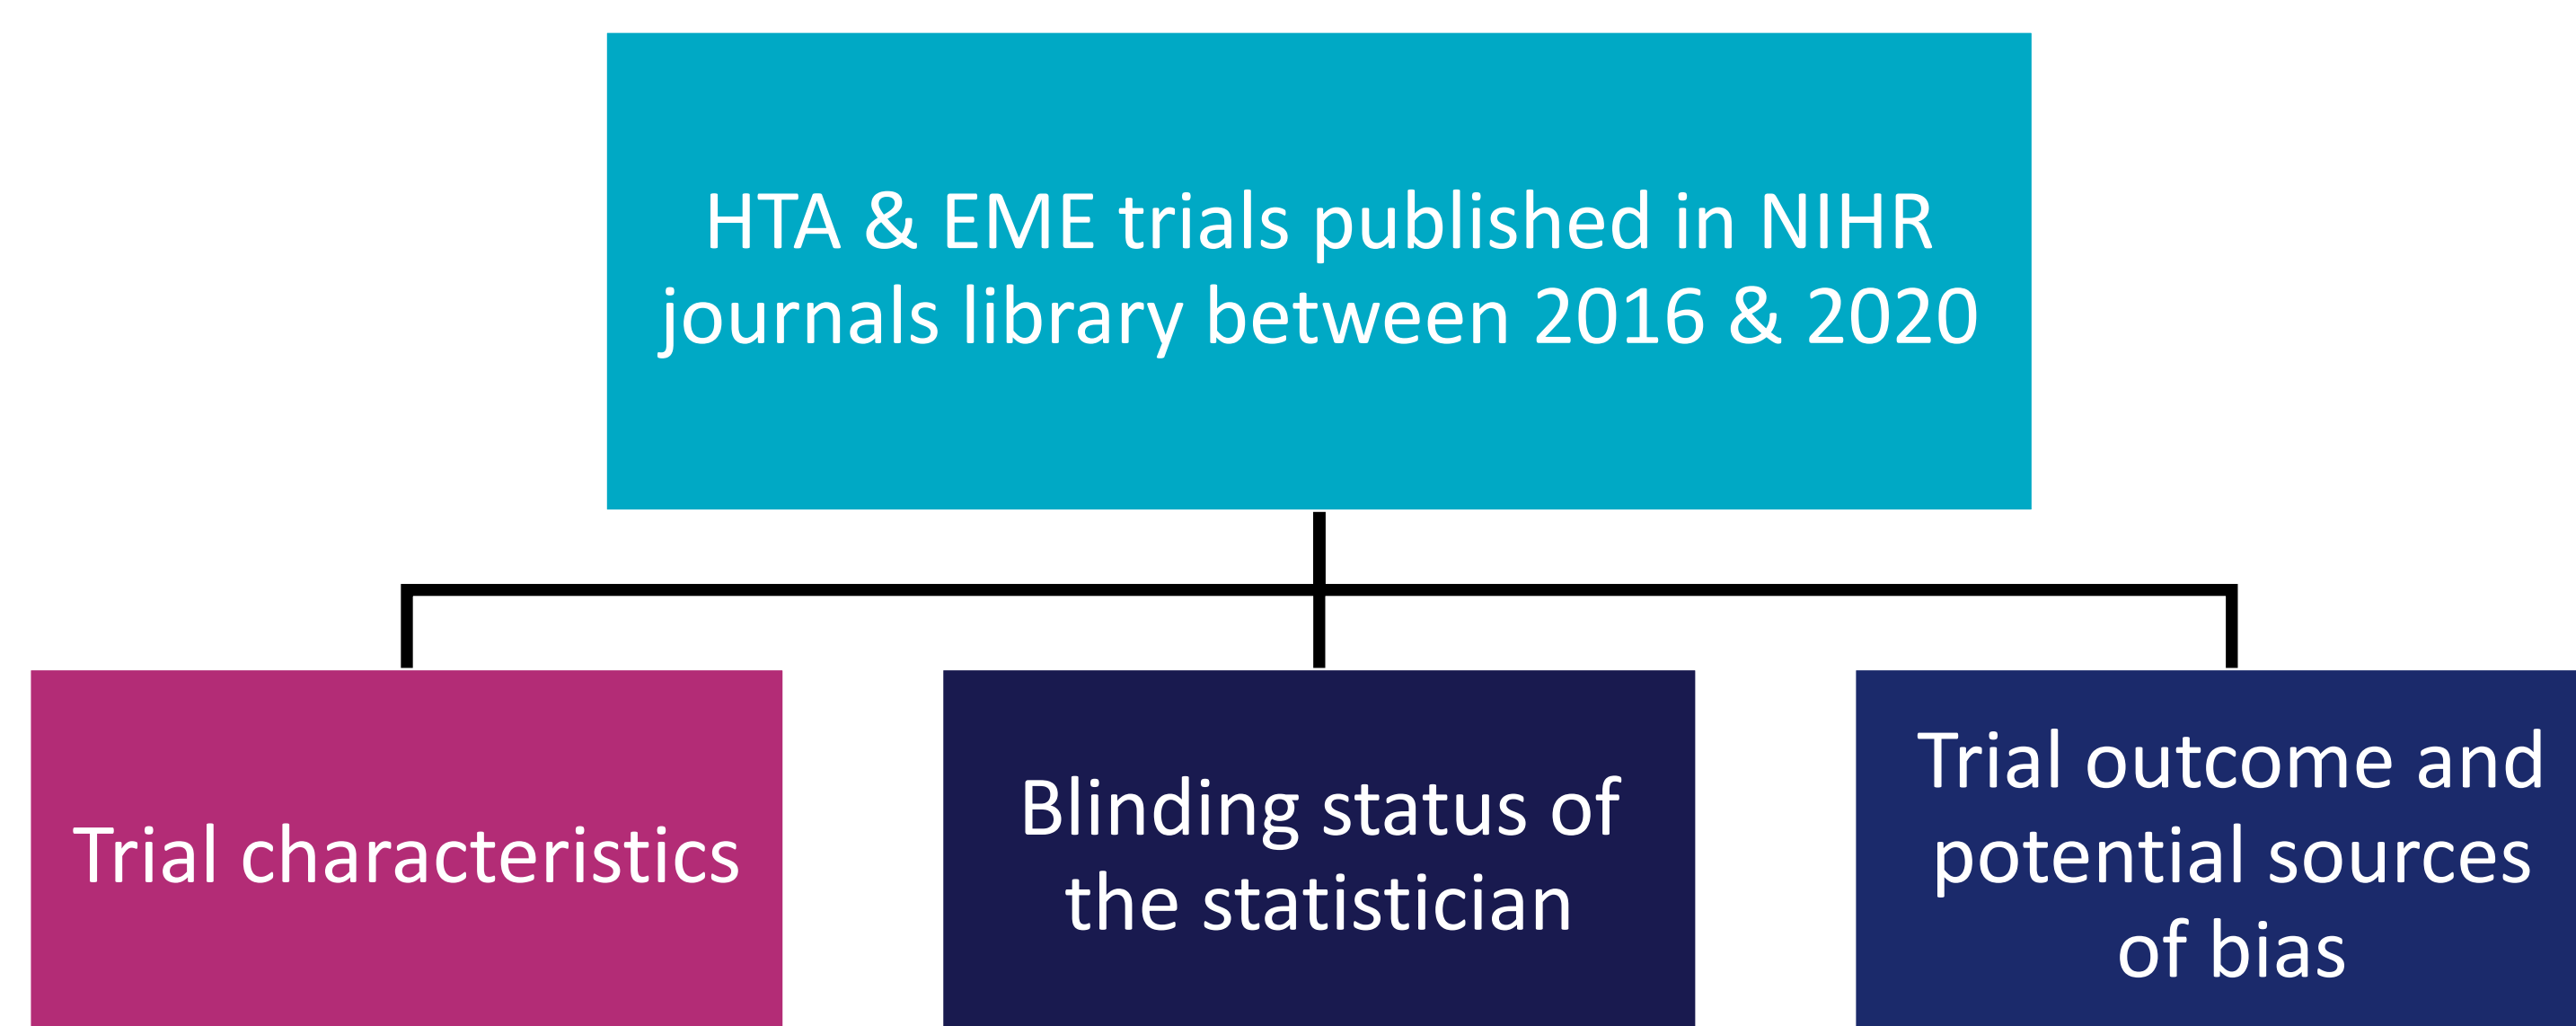 HTA & EME trials published in NIHR
journals library between 2016 & 2020
Trial characteristics
Blinding status of
the statistician
Trial outcome and
potential sources
of bias